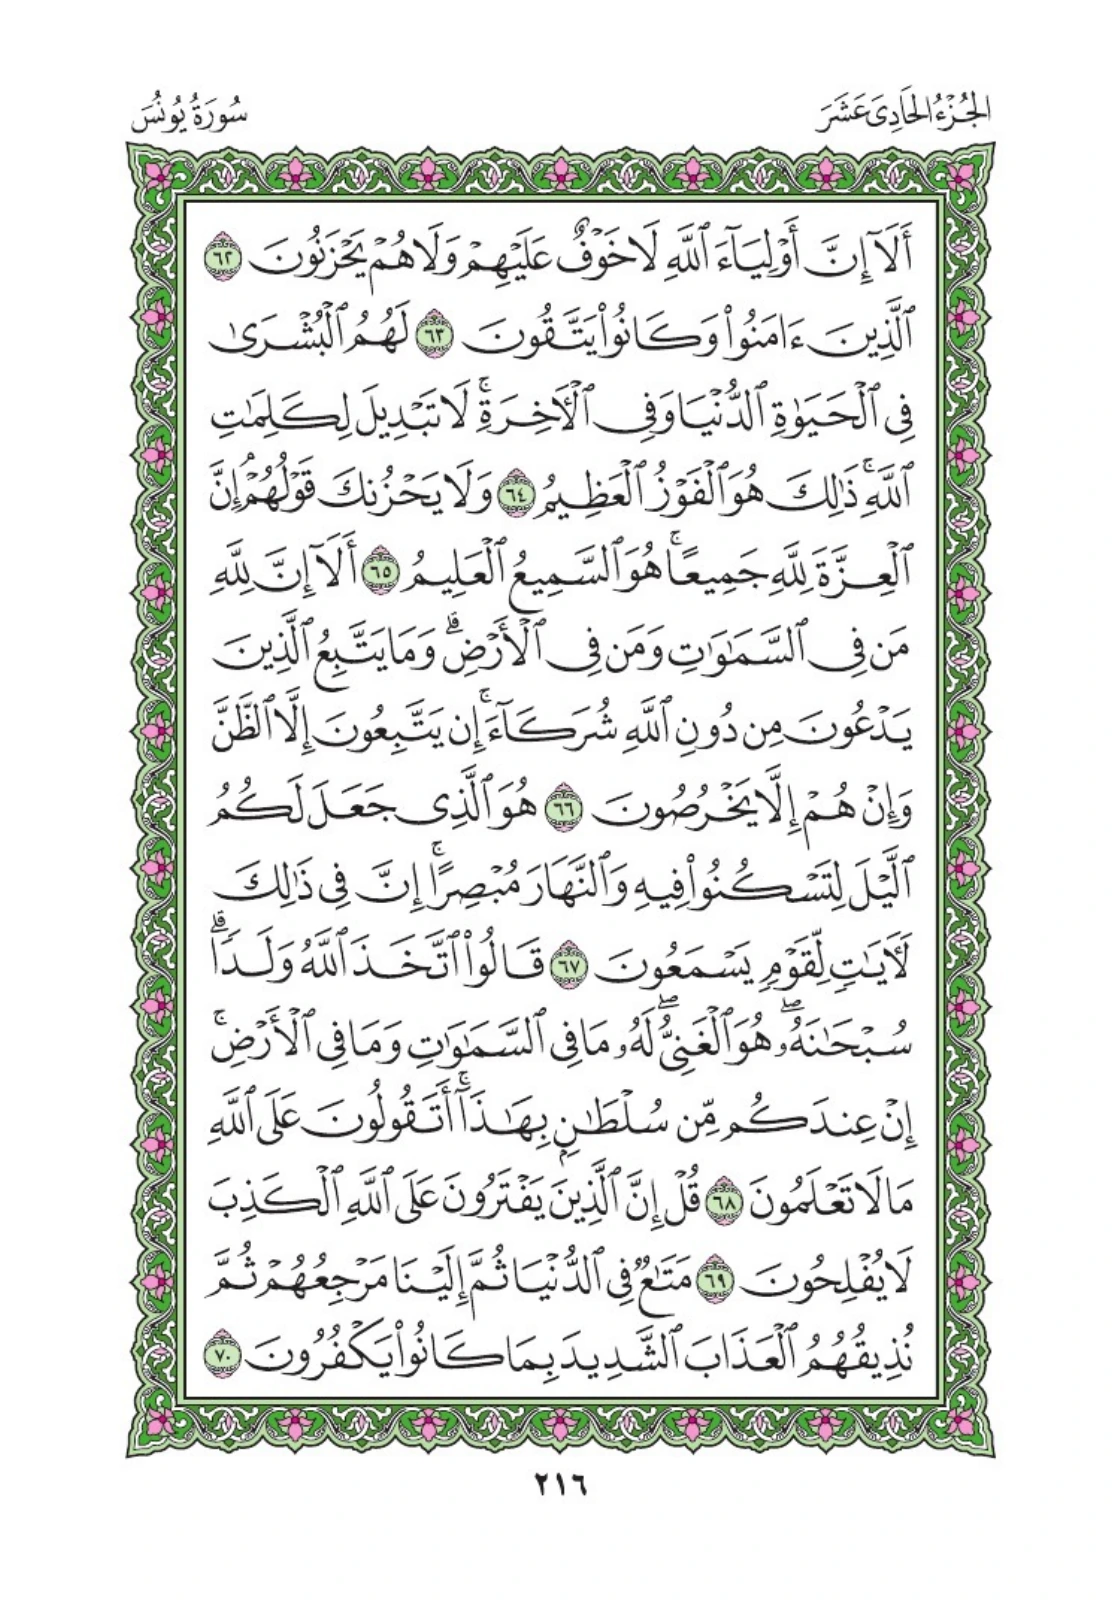 الجُزْءُ الحَادِى عَشَرَ
سُورَةُ يُونُسَ
أَلَآ إِنَّ أَوْلِيَآءَ ٱللَّهِ لَا خَوْفٌ عَلَيْهِمْ وَلَا هُمْ يَحْزَنُونَ ٦٢
ٱلَّذِينَ ءَامَنُوا۟ وَكَانُوا۟ يَتَّقُونَ ٦٣ لَهُمُ ٱلْبُشْرَىٰ
فِى ٱلْحَيَوٰةِ ٱلدُّنْيَا وَفِى ٱلْأَخِرَةِ ۚ لَا تَبْدِيلَ لِكَلِمَٰتِ
ٱللَّهِ ۚ ذَٰلِكَ هُوَ ٱلْفَوْزُ ٱلْعَظِيمُ ٦٤ وَلَا يَحْزُنكَ قَوْلُهُمْ ۘ إِنَّ
ٱلْعِزَّةَ لِلَّهِ جَمِيعًا ۚ هُوَ ٱلسَّمِيعُ ٱلْعَلِيمُ ٦٥ أَلَآ إِنَّ لِلَّهِ
مَن فِى ٱلسَّمَٰوَٰتِ وَمَن فِى ٱلْأَرْضِ ۗ وَمَا يَتَّبِعُ ٱلَّذِينَ
يَدْعُونَ مِن دُونِ ٱللَّهِ شُرَكَآءَ ۚ إِن يَتَّبِعُونَ إِلَّا ٱلظَّنَّ
وَإِنْ هُمْ إِلَّا يَخْرُصُونَ ٦٦ هُوَ ٱلَّذِى جَعَلَ لَكُمُ
ٱلَّيْلَ لِتَسْكُنُوا۟ فِيهِ وَٱلنَّهَارَ مُبْصِرًا ۚ إِنَّ فِى ذَٰلِكَ
لَأَيَٰتٍ لِّقَوْمٍ يَسْمَعُونَ ٦٧ قَالُوا۟ ٱتَّخَذَ ٱللَّهُ وَلَدًا ۗ
سُبْحَٰنَهُۥ ۖ هُوَ ٱلْغَنِىُّ ۖ لَهُۥ مَا فِى ٱلسَّمَٰوَٰتِ وَمَا فِى ٱلْأَرْضِ ۚ
إِنْ عِندَكُم مِّن سُلْطَٰنٍۭ بِهَٰذَآ ۚ أَتَقُولُونَ عَلَى ٱللَّهِ
مَا لَا تَعْلَمُونَ ٦٨ قُلْ إِنَّ ٱلَّذِينَ يَفْتَرُونَ عَلَى ٱللَّهِ ٱلْكَذِبَ
لَا يُفْلِحُونَ ٦٩ مَتَٰعٌ فِى ٱلدُّنْيَا ثُمَّ إِلَيْنَا مَرْجِعُهُمْ ثُمَّ
نُذِيقُهُمُ ٱلْعَذَابَ ٱلشَّدِيدَ بِمَا كَانُوا۟ يَكْفُرُونَ ٧٠
٢١٦